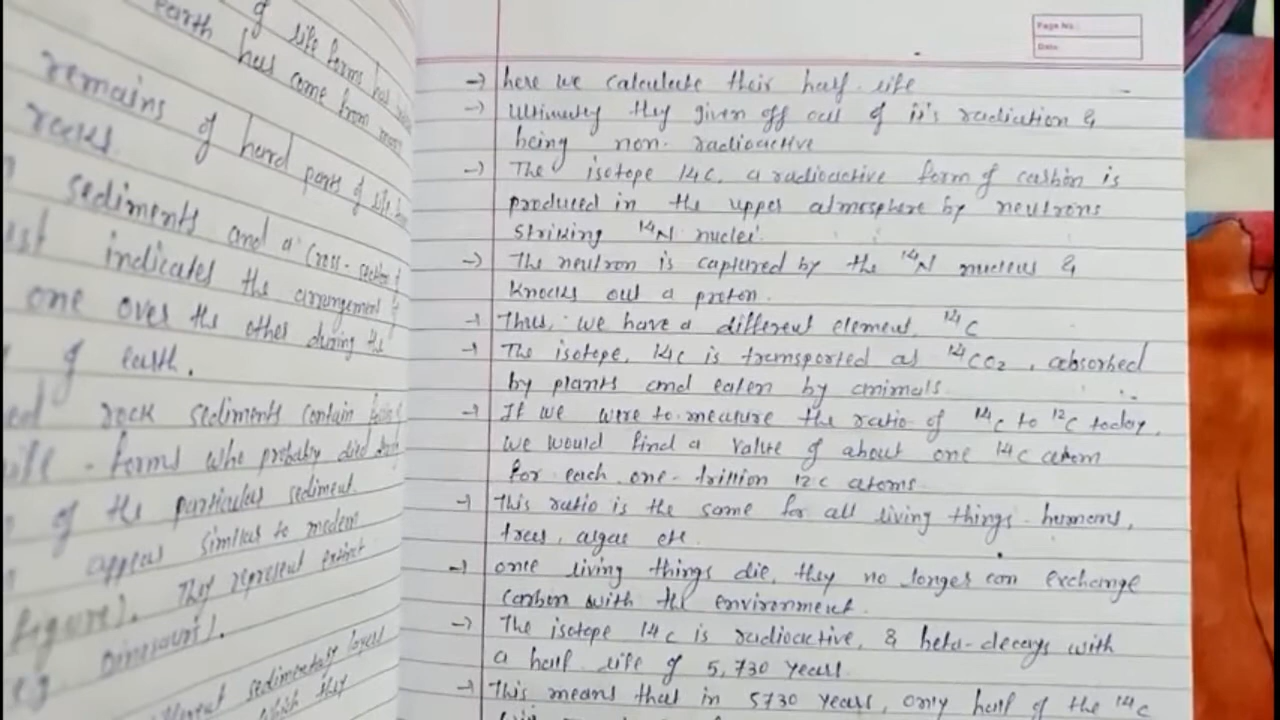 of life forms has
earth has come from
remains of hard parts of life
rocks.
sediments and a cross-section of
indicates the arrangement of
one over the other during the
of earth.
rock sediments contain
- forms who probably died
of the particular sediment.
appear similar to modern
figure). They represent extinct
e.g. Dinosaurs).
sedimentary layers
which they
Page No.:
Date:
→ here we calculate their half-life
→ Ultimately they given off all of it's radiation &
being non-radioactive
→ The isotope 14C, a radioactive form of carbon is
produced in the upper atmosphere by neutrons
striking ¹⁴N nuclei.
→ The neutron is captured by the ¹⁴N nucleus &
knocks out a proton.
→ Thus, we have a different element, ¹⁴C
→ The isotope, 14C is transported as ¹⁴CO₂, absorbed
by plants and eaten by animals.
→ If we were to measure the ratio of ¹⁴C to ¹²C today,
we would find a value of about one ¹⁴C atom
for each one-trillion 12C atoms.
→ This ratio is the same for all living things - humans,
trees, algae etc.
→ once living things die, they no longer can exchange
carbon with the environment.
→ The isotope 14C is radioactive, & beta-decays with
a half life of 5,730 years.
→ This means that in 5730 years, only half of the ¹⁴C